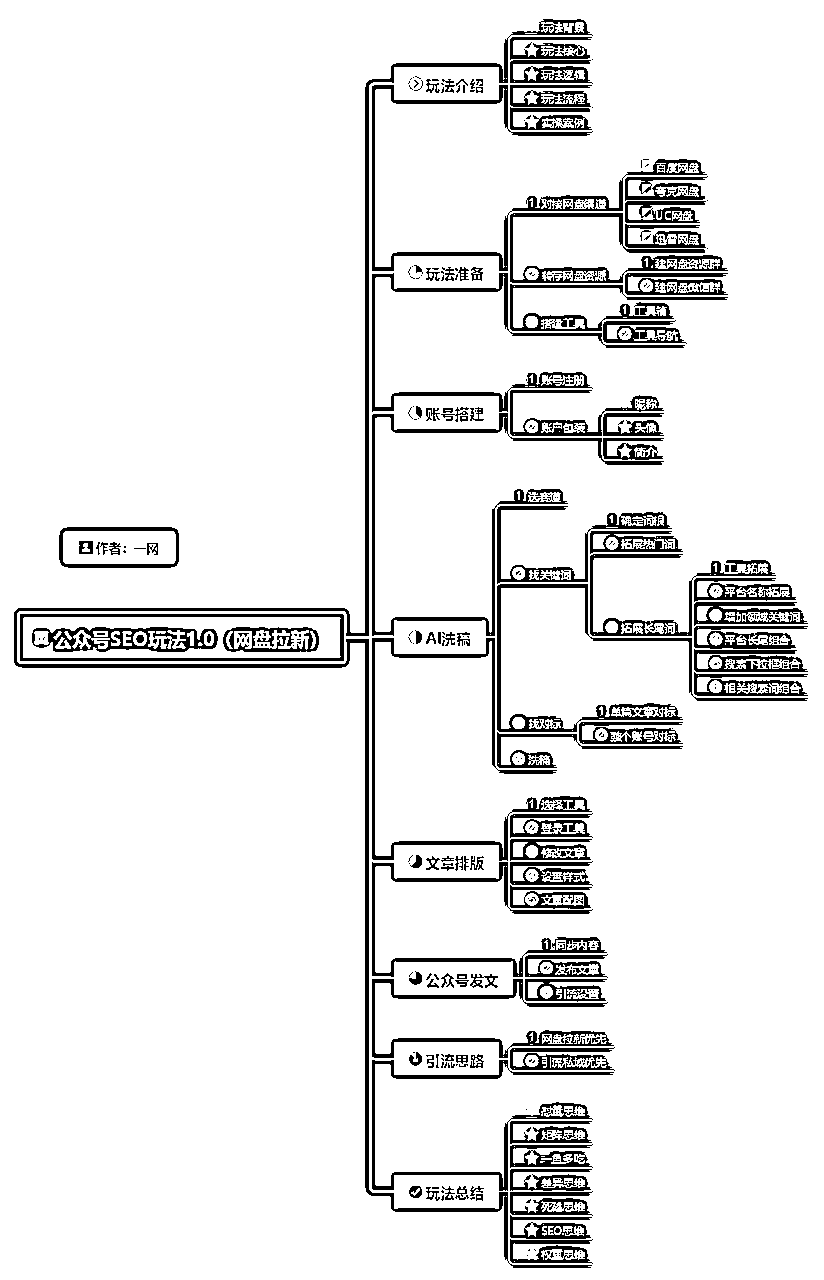 玩法背景
玩法核心
玩法逻辑
玩法介绍
玩法流程
实操案例
百度网盘
夸克网盘
1 对接网盘渠道
UC网盘
迅雷网盘
玩法准备
1 建网盘资源群
转存网盘资源
搭建工具
工具导航
1 账号注册
账号搭建
昵称
账户包装
头像
简介
1 选赛道
1 确定词根
拓展热门词
找关键词
1 工具拓展
平台名称拓展
增加领域关键词
拓展长尾词
平台长尾组合
搜索下拉框组合
相关搜索词组合
AI洗稿
1 单篇文章对标
找对标
整个账号对标
洗稿
作者：一网
公众号SEO玩法1.0（网盘拉新）
1 选择工具
登录工具
文章排版
修改文章
设置样式
文章配图
1 同步内容
公众号发文
发布文章
引流设置
引流思路
1 网盘拉新优先
引流私域优先
矩阵思维
一鱼多吃
玩法总结
差异思维
死磕思维
SEO思维
权重思维